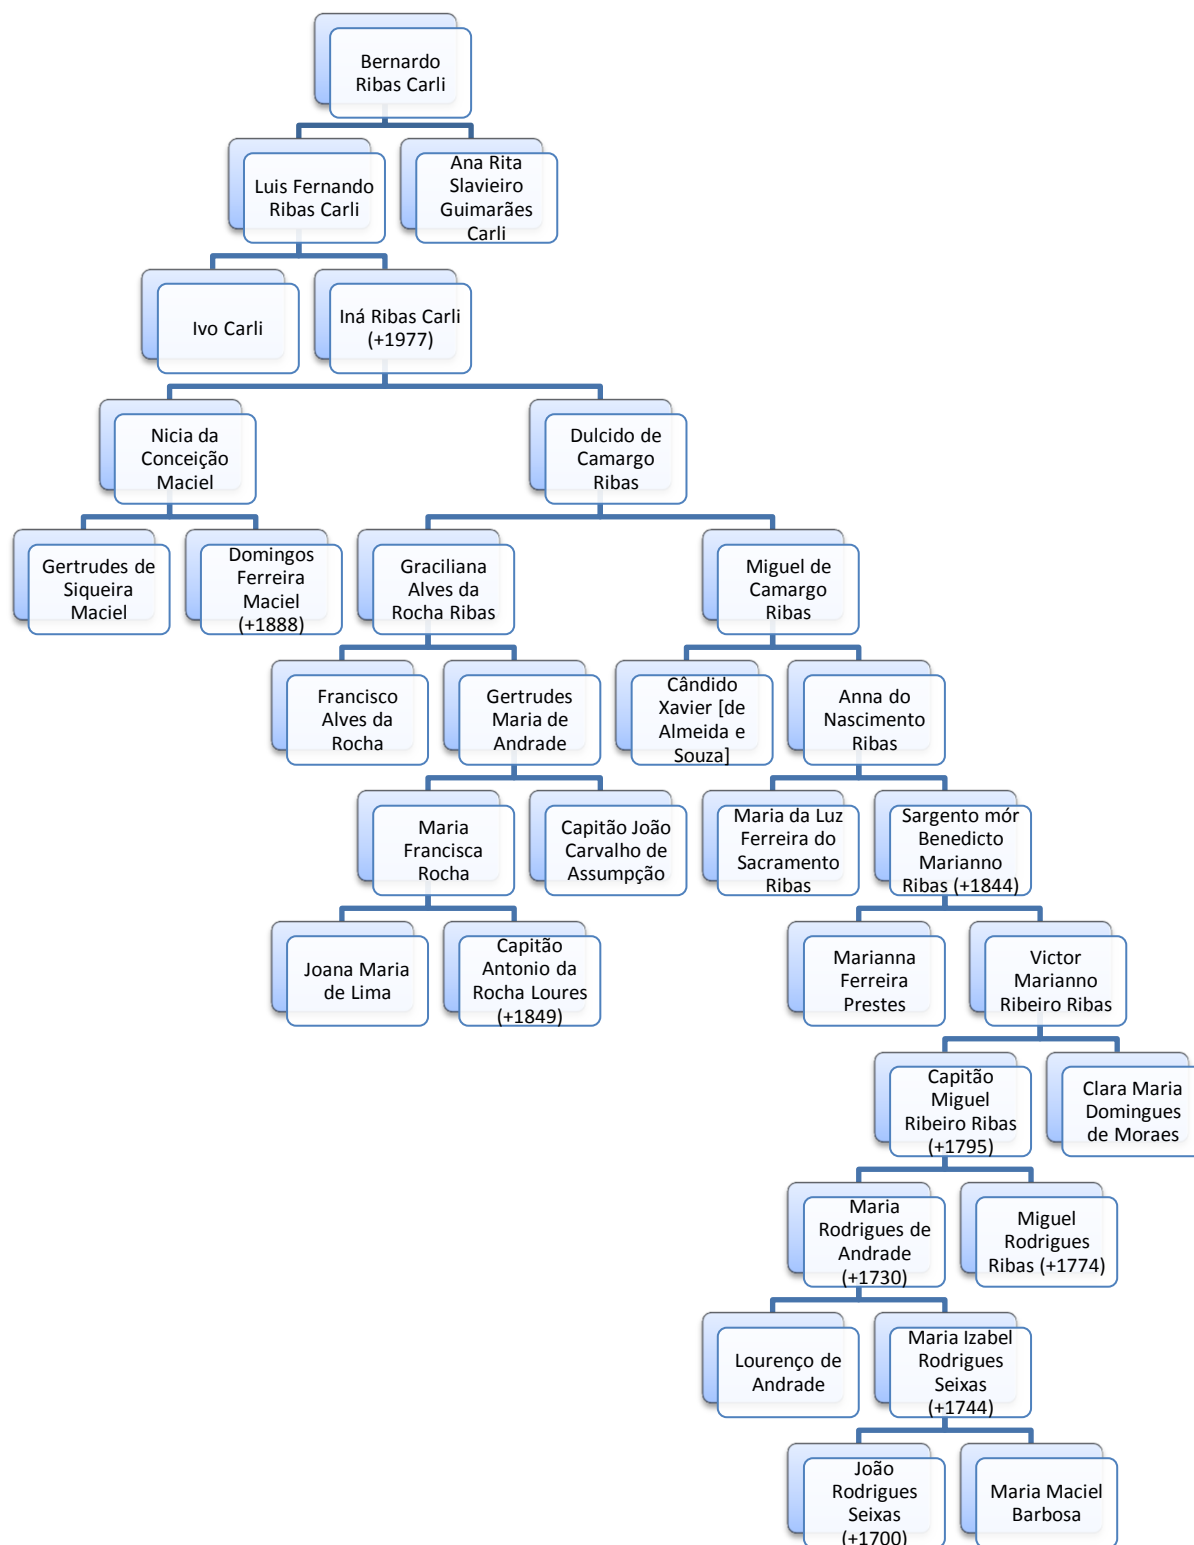 Bernardo
Ribas Carli
Luis Fernando
Ribas Carli
Ana Rita
Slavieiro
Guimarães
Carli
Ivo Carli
Iná Ribas Carli
(+1977)
Nicia da
Conceição
Maciel
Dulcido de
Camargo
Ribas
Gertrudes de
Siqueira
Maciel
Domingos
Ferreira
Maciel
(+1888)
Graciliana
Alves da
Rocha Ribas
Miguel de
Camargo
Ribas
Francisco
Alves da
Rocha
Gertrudes
Maria de
Andrade
Cândido
Xavier [de
Almeida e
Souza]
Anna do
Nascimento
Ribas
Maria
Francisca
Rocha
Capitão João
Carvalho de
Assumpção
Maria da Luz
Ferreira do
Sacramento
Ribas
Sargento mór
Benedicto
Marianno
Ribas (+1844)
Joana Maria
de Lima
Capitão
Antonio da
Rocha Loures
(+1849)
Marianna
Ferreira
Prestes
Victor
Marianno
Ribeiro Ribas
Capitão
Miguel
Ribeiro Ribas
(+1795)
Clara Maria
Domingues
de Moraes
Maria
Rodrigues de
Andrade
(+1730)
Miguel
Rodrigues
Ribas (+1774)
Lourenço de
Andrade
Maria Izabel
Rodrigues
Seixas
(+1744)
João
Rodrigues
Seixas
(+1700)
Maria Maciel
Barbosa